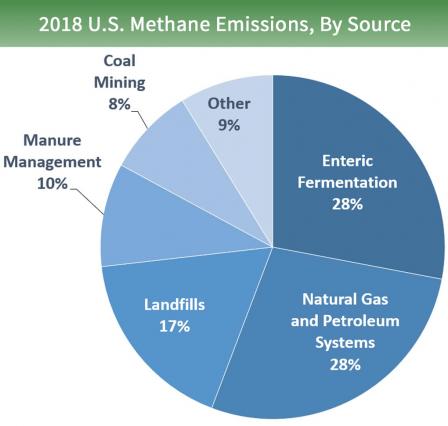 2018 U.S. Methane Emissions, By Source
Coal
Mining
8%
Other
9%
Manure
Management
10%
Enteric
Fermentation
28%
Landfills
17%
Natural Gas
and Petroleum
Systems
28%